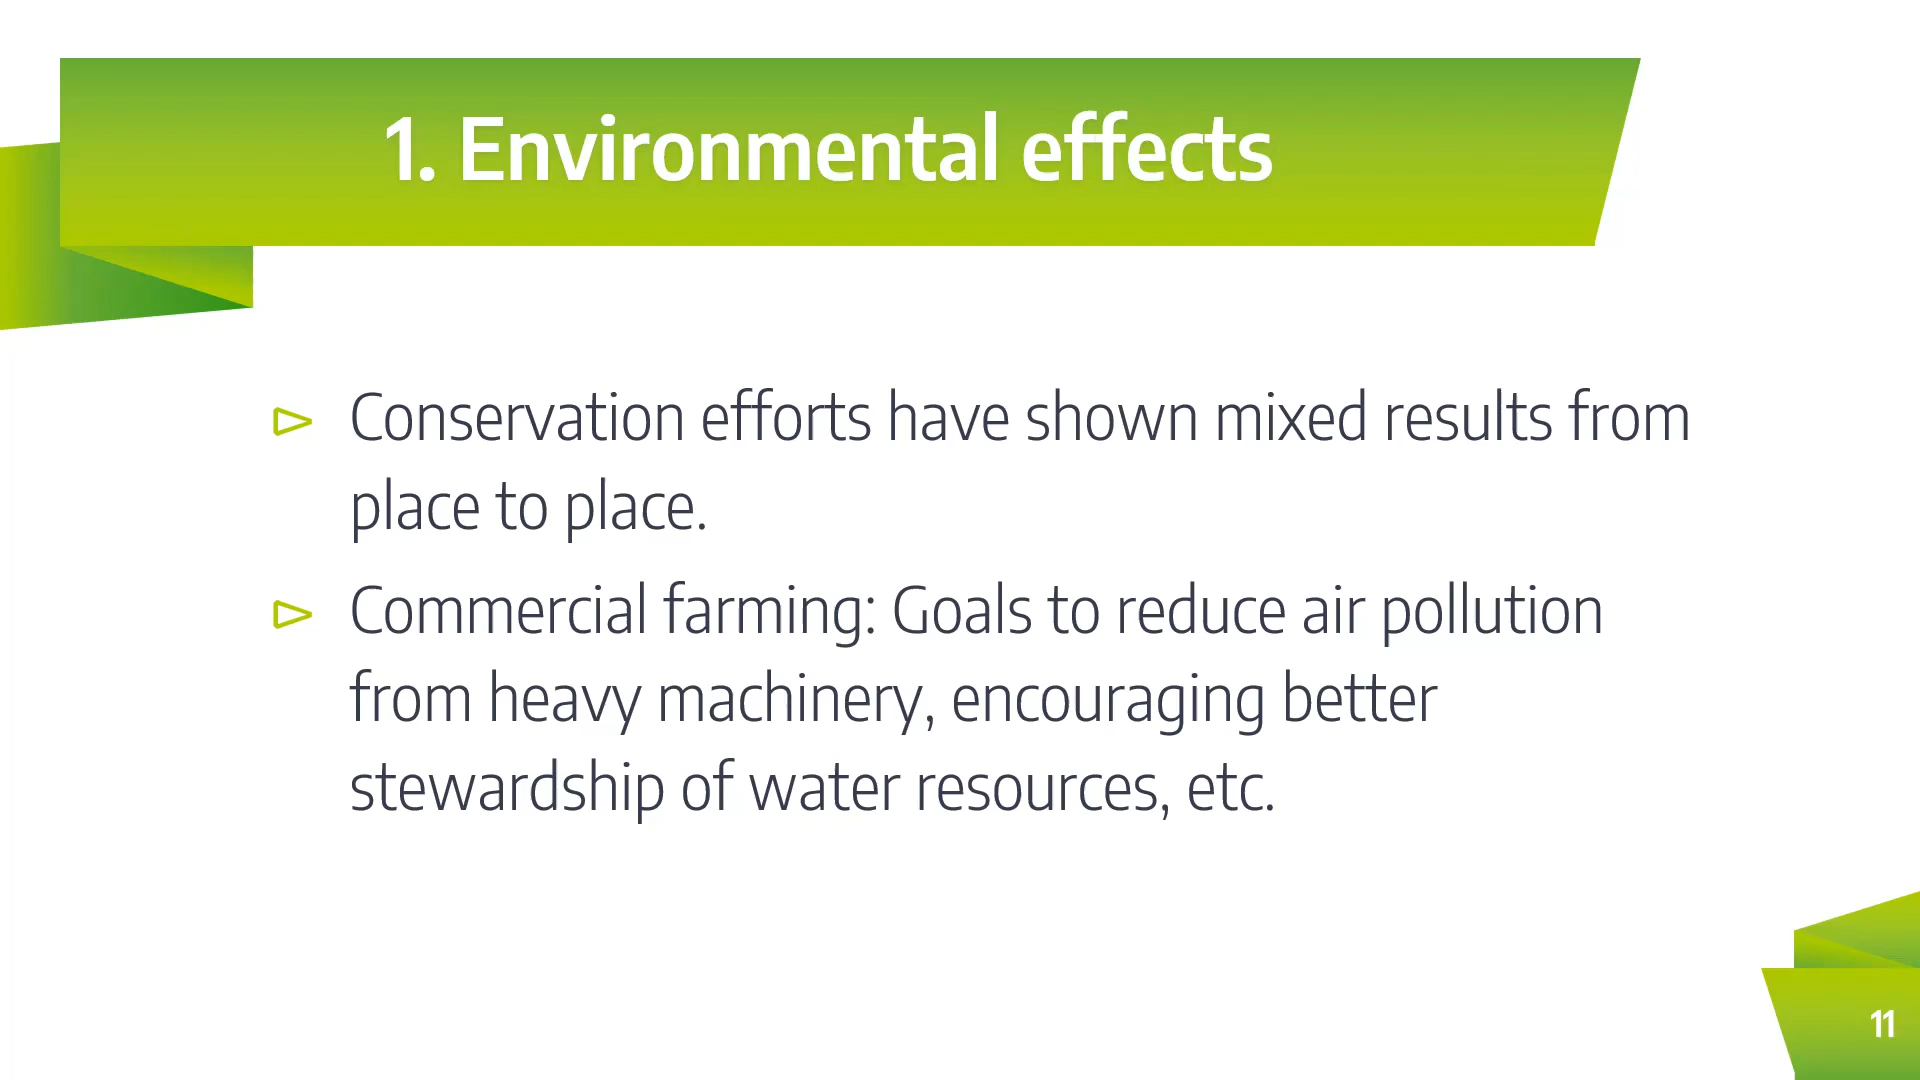 1. Environmental effects
Conservation efforts have shown mixed results from
place to place.
Commercial farming: Goals to reduce air pollution
from heavy machinery, encouraging better
stewardship of water resources, etc.
11